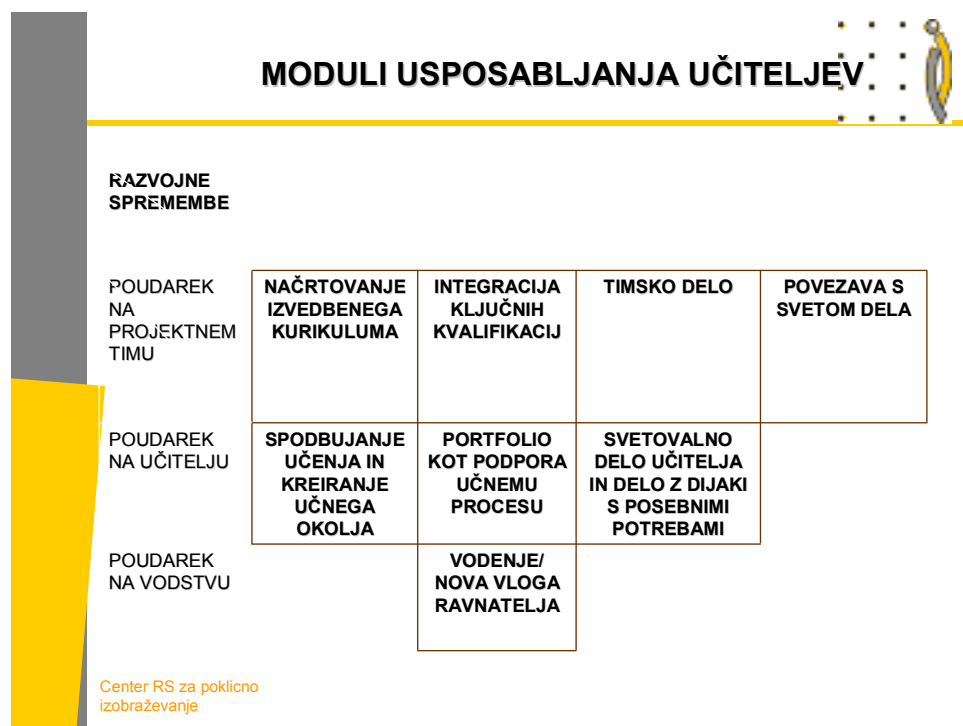 MODULI USPOSABLJANJA UČITELJEV
RAZVOJNE
SPREMEMBE
POUDAREK
NA
PROJEKTNEM
TIMU
NAČRTOVANJE
IZVEDBENEGA
KURIKULUMA
INTEGRACIJA
KLJUČNIH
KVALIFIKACIJ
TIMSKO DELO
POVEZAVA S
SVETOM DELA
POUDAREK
NA UČITELJU
SPODBUJANJE
UČENJA IN
KREIRANJE
UČNEGA
OKOLJA
PORTFOLIO
KOT PODPORA
UČNEMU
PROCESU
SVETOVALNO
DELO UČITELJA
IN DELO Z DIJAKI
S POSEBNIMI
POTREBAMI
POUDAREK
NA VODSTVU
VODENJE/
NOVA VLOGA
RAVNATELJA
Center RS za poklicno
izobraževanje